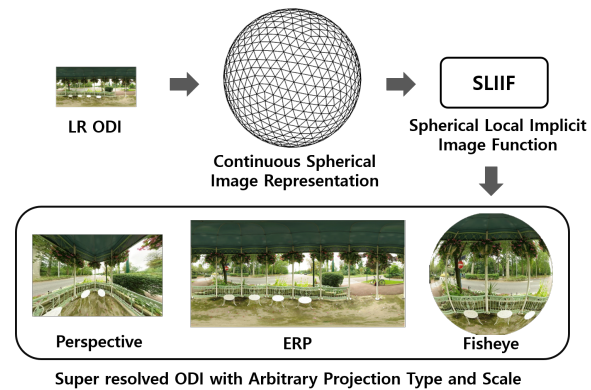 LR ODI
Continuous Spherical
Image Representation
SLIIF
Spherical Local Implicit
Image Function
Perspective
ERP
Fisheye
Super resolved ODI with Arbitrary Projection Type and Scale